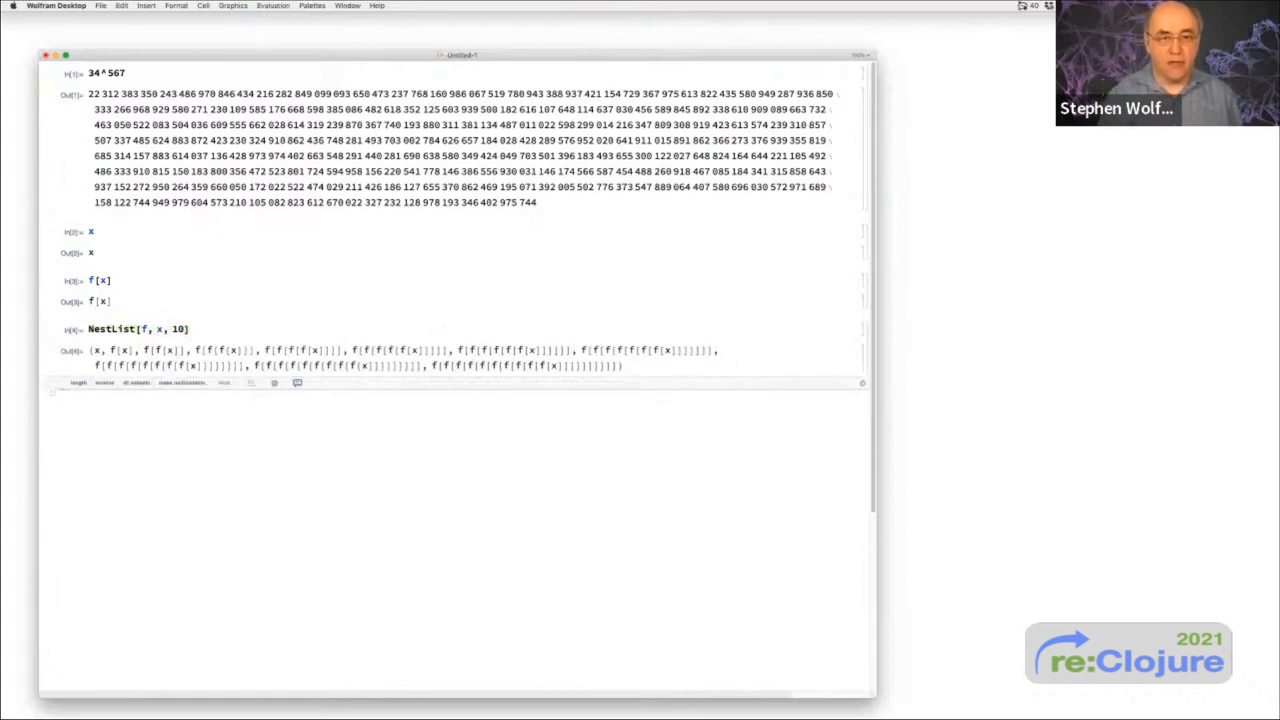 Wolfram Desktop File Edit Insert Format Cell Graphics Evaluation Palettes Window Help
40
Untitled-1
In[1]:= 34^567
Out[1]= 22 312 383 350 243 486 970 846 434 216 282 849 099 093 650 473 237 768 160 986 067 519 780 943 388 937 421 154 729 367 975 613 822 435 580 949 287 936 850 \
333 266 968 929 580 271 230 109 585 176 668 598 385 086 482 618 352 125 603 939 500 182 616 107 648 114 637 030 456 589 845 892 338 610 909 089 663 732 \
463 050 522 083 504 036 609 555 662 028 614 319 239 870 367 740 193 880 311 381 134 487 011 022 598 299 014 216 347 809 308 919 423 613 574 239 310 857 \
507 337 485 624 883 872 423 230 324 910 862 436 748 281 493 703 002 784 626 657 184 028 428 289 576 952 020 641 911 015 891 862 366 273 376 939 355 819 \
685 314 157 883 614 037 136 428 973 974 402 663 548 291 440 281 690 638 580 349 424 049 703 501 396 183 493 655 300 122 027 648 824 164 644 221 105 492 \
486 333 910 815 150 183 800 356 472 523 801 724 594 958 156 220 541 778 146 386 556 930 031 146 174 566 587 454 488 260 918 467 085 184 341 315 858 643 \
937 152 272 950 264 359 660 050 172 022 522 474 029 211 426 186 127 655 370 862 469 195 071 392 005 502 776 373 547 889 064 407 580 696 030 572 971 689 \
158 122 744 949 979 604 573 210 105 082 823 612 670 022 327 232 128 978 193 346 402 975 744
In[2]:= x
Out[2]= x
In[3]:= f[x]
Out[3]= f[x]
In[4]:= NestList[f, x, 10]
Out[4]= {x, f[x], f[f[x]], f[f[f[x]]], f[f[f[f[x]]]], f[f[f[f[f[x]]]]], f[f[f[f[f[f[x]]]]]], f[f[f[f[f[f[f[x]]]]]]],
f[f[f[f[f[f[f[f[x]]]]]]]], f[f[f[f[f[f[f[f[f[x]]]]]]]]], f[f[f[f[f[f[f[f[f[f[x]]]]]]]]]]}
length reverse
Stephen Wolf...
2021
re:Clojure